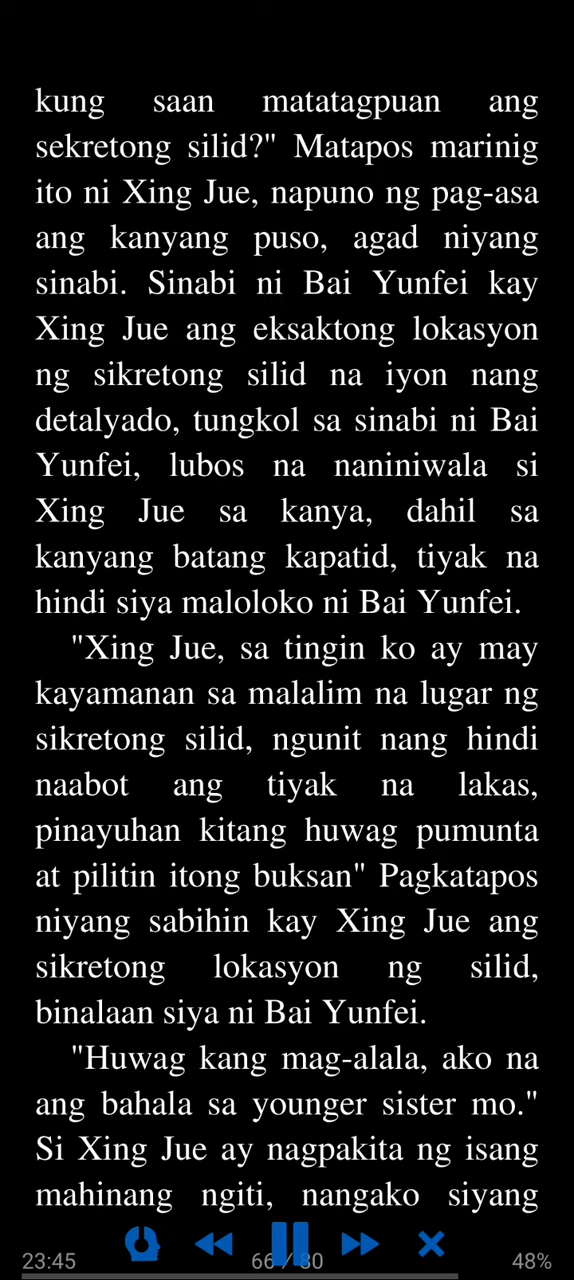 kung saan matatagpuan ang
sekretong silid?" Matapos marinig
ito ni Xing Jue, napuno ng pag-asa
ang kanyang puso, agad niyang
sinabi. Sinabi ni Bai Yunfei kay
Xing Jue ang eksaktong lokasyon
ng sikretong silid na iyon nang
detalyado, tungkol sa sinabi ni Bai
Yunfei, lubos na naniniwala si
Xing Jue sa kanya, dahil sa
kanyang batang kapatid, tiyak na
hindi siya maloloko ni Bai Yunfei.
"Xing Jue, sa tingin ko ay may
kayamanan sa malalim na lugar ng
sikretong silid, ngunit nang hindi
naabot ang tiyak na lakas,
pinayuhan kitang huwag pumunta
at pilitin itong buksan" Pagkatapos
niyang sabihin kay Xing Jue ang
sikretong lokasyon ng silid,
binalaan siya ni Bai Yunfei.
"Huwag kang mag-alala, ako na
ang bahala sa younger sister mo."
Si Xing Jue ay nagpakita ng isang
mahinang ngiti, nangako siyang
23:45 66 / 80 48%